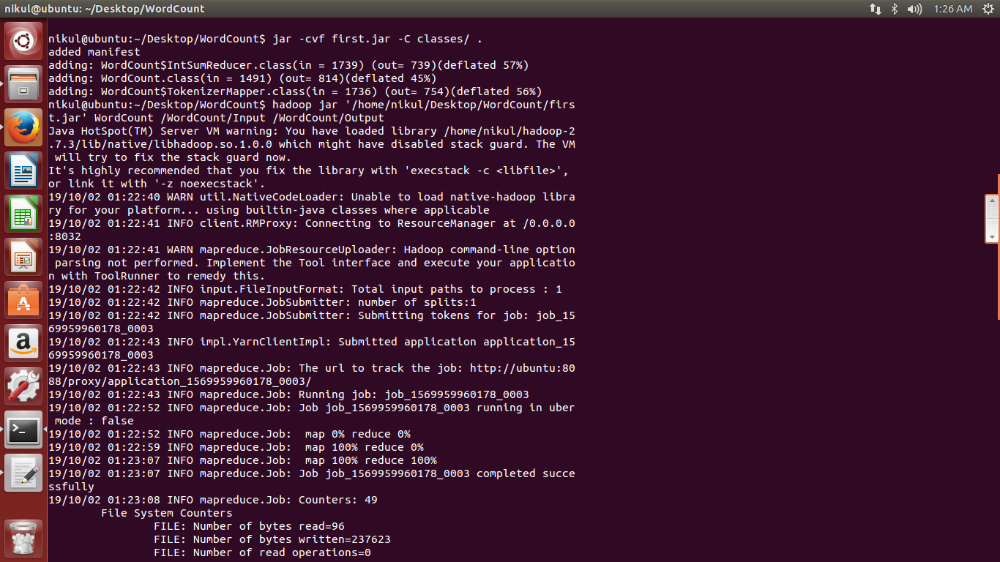 nikul@ubuntu: ~/Desktop/WordCount
1:26 AM
nikul@ubuntu:~/Desktop/WordCount$ jar -cvf first.jar -C classes/ .
added manifest
adding: WordCount$IntSumReducer.class(in = 1739) (out= 739)(deflated 57%)
adding: WordCount.class(in = 1491) (out= 814)(deflated 45%)
adding: WordCount$TokenizerMapper.class(in = 1736) (out= 754)(deflated 56%)
nikul@ubuntu:~/Desktop/WordCount$ hadoop jar '/home/nikul/Desktop/WordCount/firs
t.jar' WordCount /WordCount/Input /WordCount/Output
Java HotSpot(TM) Server VM warning: You have loaded library /home/nikul/hadoop-2
.7.3/lib/native/libhadoop.so.1.0.0 which might have disabled stack guard. The VM
 will try to fix the stack guard now.
It's highly recommended that you fix the library with 'execstack -c <libfile>',
or link it with '-z noexecstack'.
19/10/02 01:22:40 WARN util.NativeCodeLoader: Unable to load native-hadoop libra
ry for your platform... using builtin-java classes where applicable
19/10/02 01:22:41 INFO client.RMProxy: Connecting to ResourceManager at /0.0.0.0
:8032
19/10/02 01:22:41 WARN mapreduce.JobResourceUploader: Hadoop command-line option
 parsing not performed. Implement the Tool interface and execute your applicatio
n with ToolRunner to remedy this.
19/10/02 01:22:42 INFO input.FileInputFormat: Total input paths to process : 1
19/10/02 01:22:42 INFO mapreduce.JobSubmitter: number of splits:1
19/10/02 01:22:42 INFO mapreduce.JobSubmitter: Submitting tokens for job: job_15
69959960178_0003
19/10/02 01:22:43 INFO impl.YarnClientImpl: Submitted application application_15
69959960178_0003
19/10/02 01:22:43 INFO mapreduce.Job: The url to track the job: http://ubuntu:80
88/proxy/application_1569959960178_0003/
19/10/02 01:22:43 INFO mapreduce.Job: Running job: job_1569959960178_0003
19/10/02 01:22:52 INFO mapreduce.Job: Job job_1569959960178_0003 running in uber
 mode : false
19/10/02 01:22:52 INFO mapreduce.Job:  map 0% reduce 0%
19/10/02 01:22:59 INFO mapreduce.Job:  map 100% reduce 0%
19/10/02 01:23:07 INFO mapreduce.Job:  map 100% reduce 100%
19/10/02 01:23:07 INFO mapreduce.Job: Job job_1569959960178_0003 completed succe
ssfully
19/10/02 01:23:08 INFO mapreduce.Job: Counters: 49
        File System Counters
                FILE: Number of bytes read=96
                FILE: Number of bytes written=237623
                FILE: Number of read operations=0